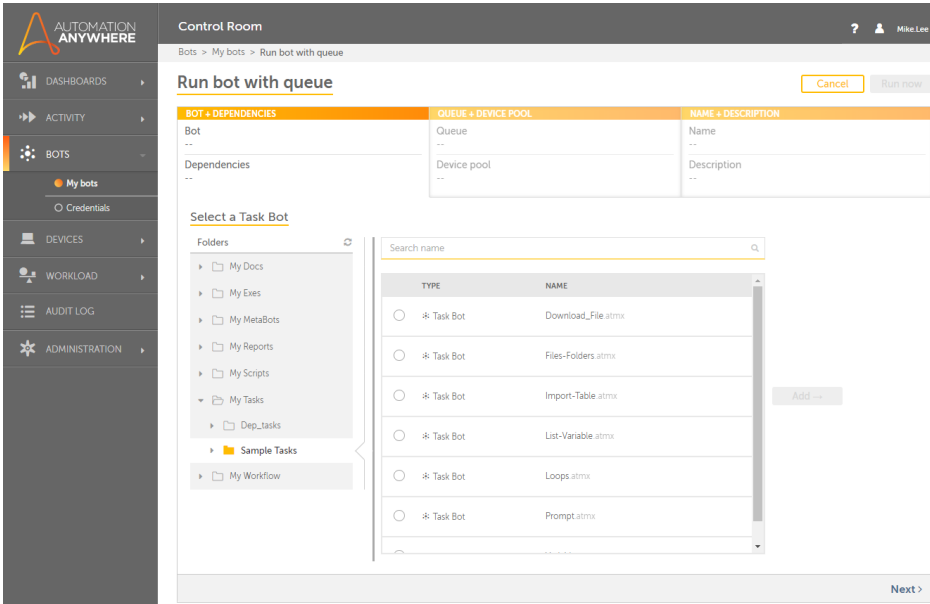 AUTOMATION
ANYWHERE
Control Room
? Mike.Lee
Bots > My bots > Run bot with queue
DASHBOARDS
ACTIVITY
BOTS
My bots
Credentials
DEVICES
WORKLOAD
AUDIT LOG
ADMINISTRATION
Run bot with queue
Cancel
Run now
BOT + DEPENDENCIES
QUEUE + DEVICE POOL
NAME + DESCRIPTION
Bot
--
Queue
--
Name
--
Dependencies
--
Device pool
--
Description
--
Select a Task Bot
Folders
My Docs
My Exes
My MetaBots
My Reports
My Scripts
My Tasks
Dep_tasks
Sample Tasks
My Workflow
Search name
TYPE NAME
Task Bot Download_File.atmx
Task Bot Files-Folders.atmx
Task Bot Import-Table.atmx
Task Bot List-Variable.atmx
Task Bot Loops.atmx
Task Bot Prompt.atmx
Add →
Next >